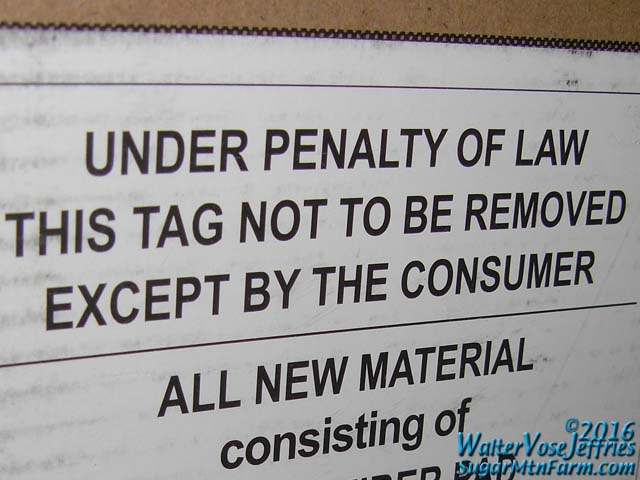 UNDER PENALTY OF LAW
THIS TAG NOT TO BE REMOVED
EXCEPT BY THE CONSUMER
ALL NEW MATERIAL
consisting of
PAD
©2016
WalterVoseJeffries
SugarMtnFarm.com